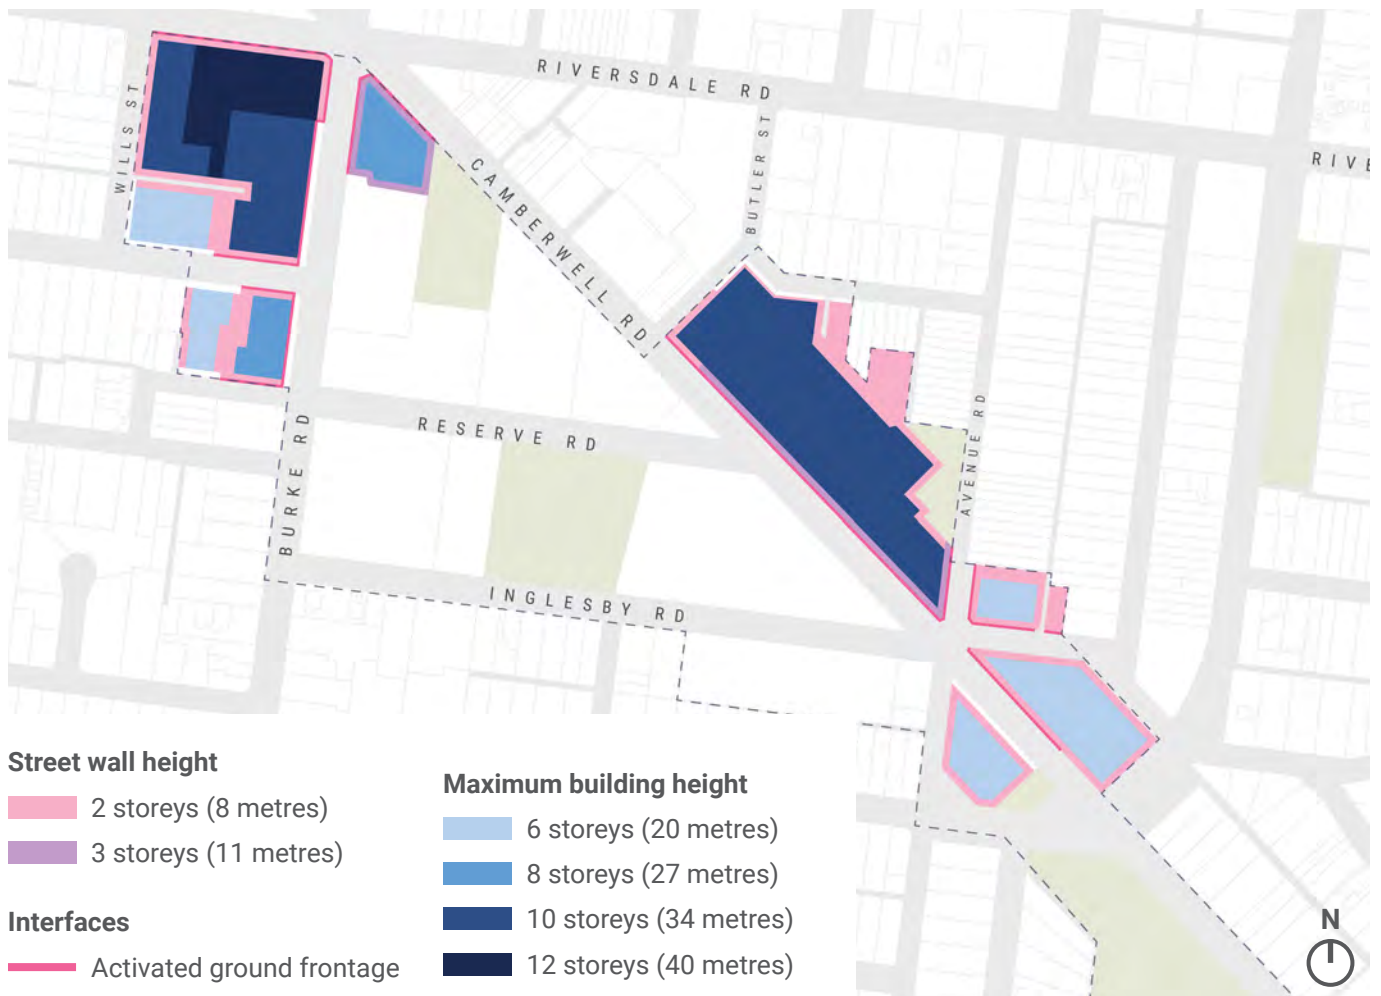 RIVERSDALE RD
WILLS ST
BUTLER ST
RIVE
CAMBERWELL RD
RESERVE RD
AVENUE RD
BURKE RD
INGLESBY RD
Street wall height
2 storeys (8 metres)
3 storeys (11 metres)
Interfaces
Activated ground frontage
Maximum building height
6 storeys (20 metres)
8 storeys (27 metres)
10 storeys (34 metres)
12 storeys (40 metres)
N